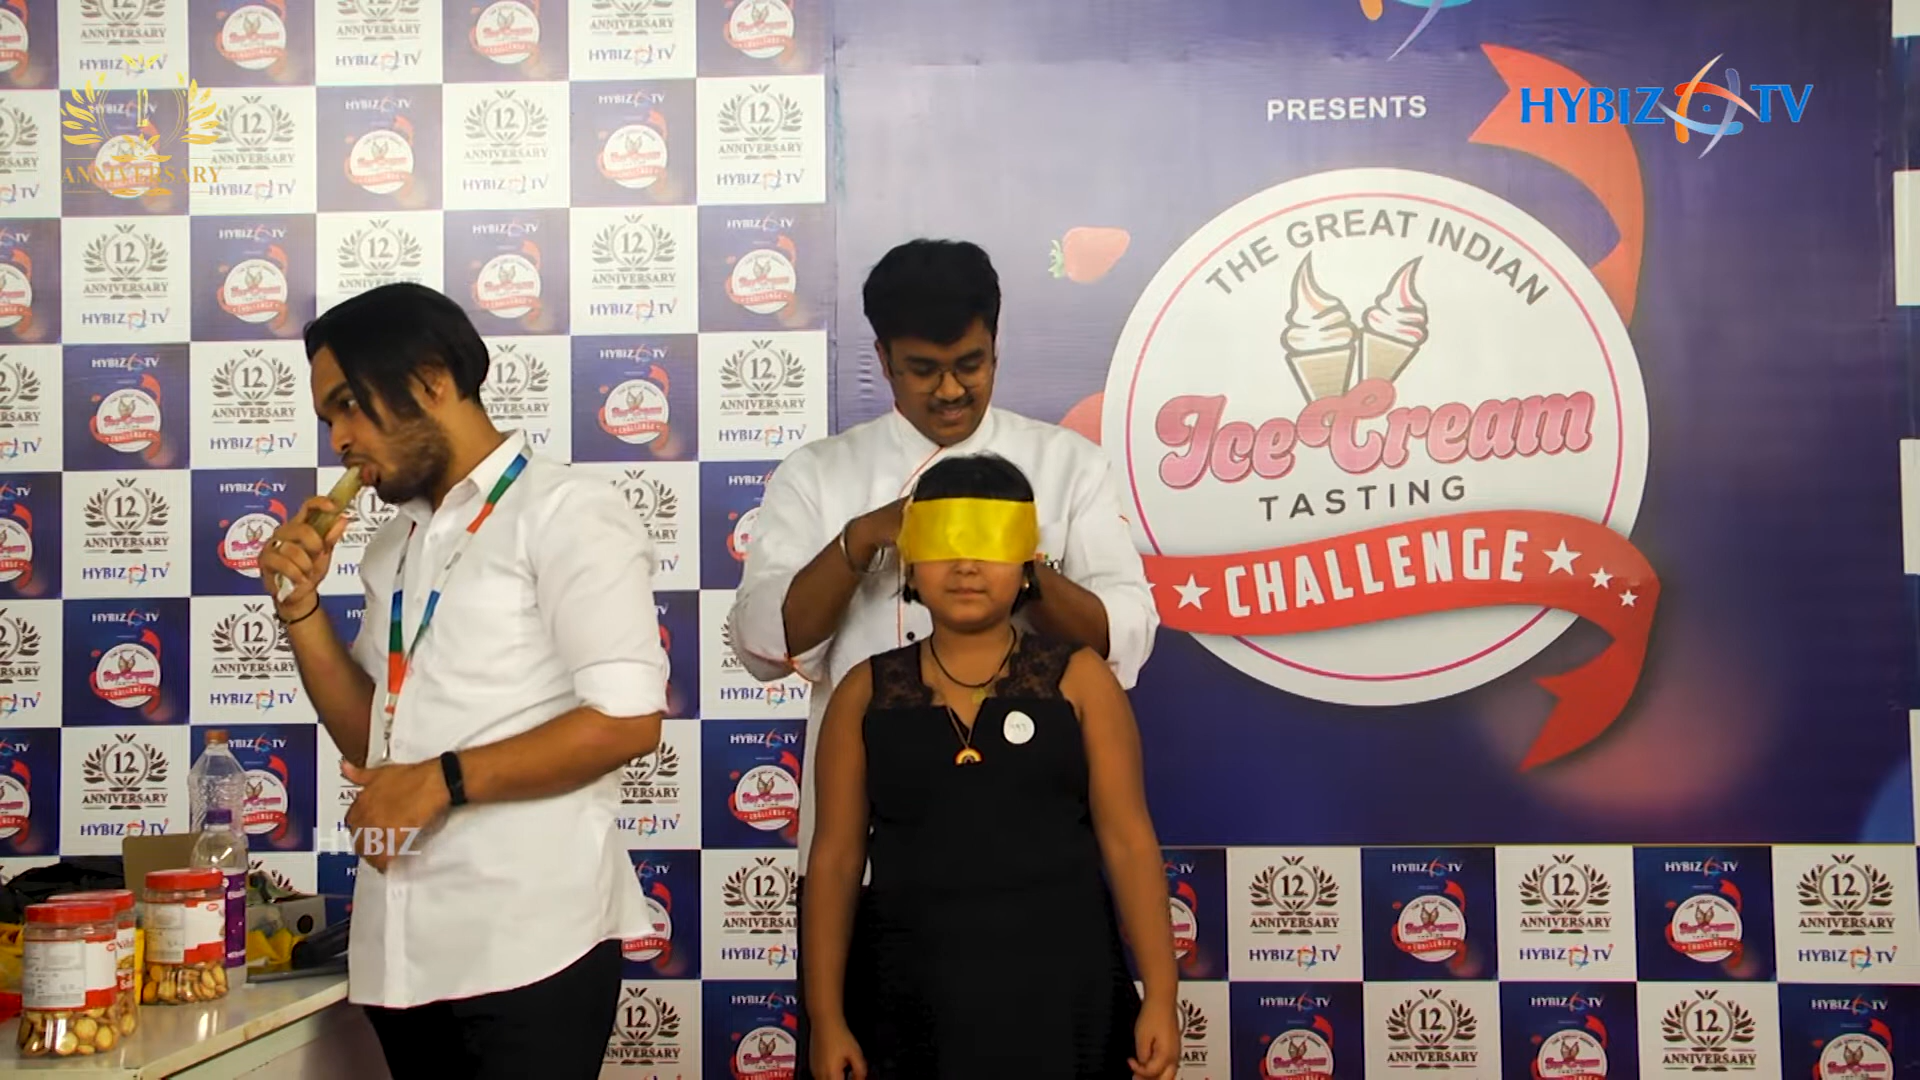 PRESENTS
HYBIZ TV
THE GREAT INDIAN
Ice Cream
TASTING
CHALLENGE
ANNIVERSARY
HYBIZ
12
ANNIVERSARY
HYBIZ TV